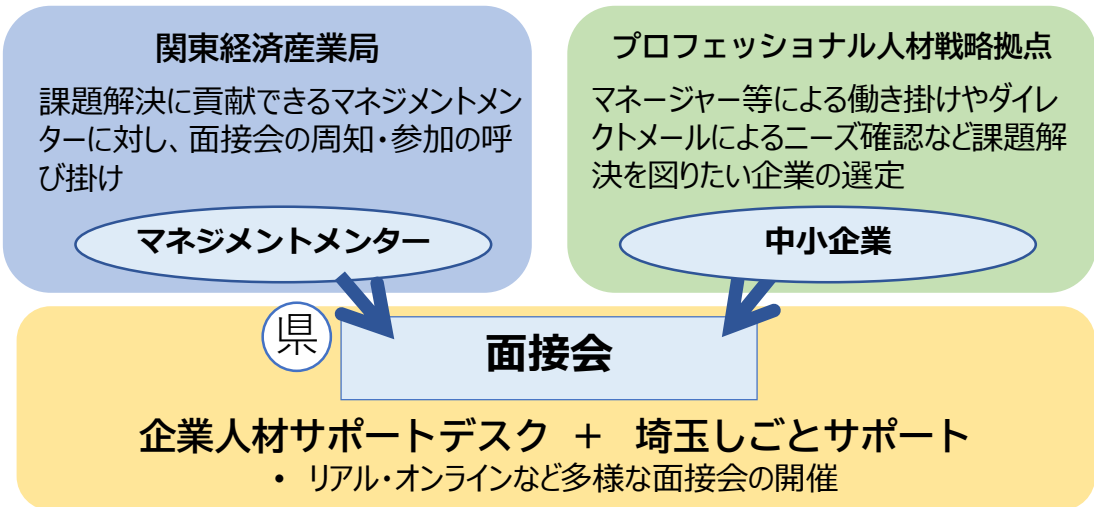 関東経済産業局
課題解決に貢献できるマネジメントメン
ターに対し、面接会の周知・参加の呼
び掛け
マネジメントメンター
プロフェッショナル人材戦略拠点
マネージャー等による働き掛けやダイレ
クトメールによるニーズ確認など課題解
決を図りたい企業の選定
中小企業
県
面接会
企業人材サポートデスク + 埼玉しごとサポート
• リアル・オンラインなど多様な面接会の開催